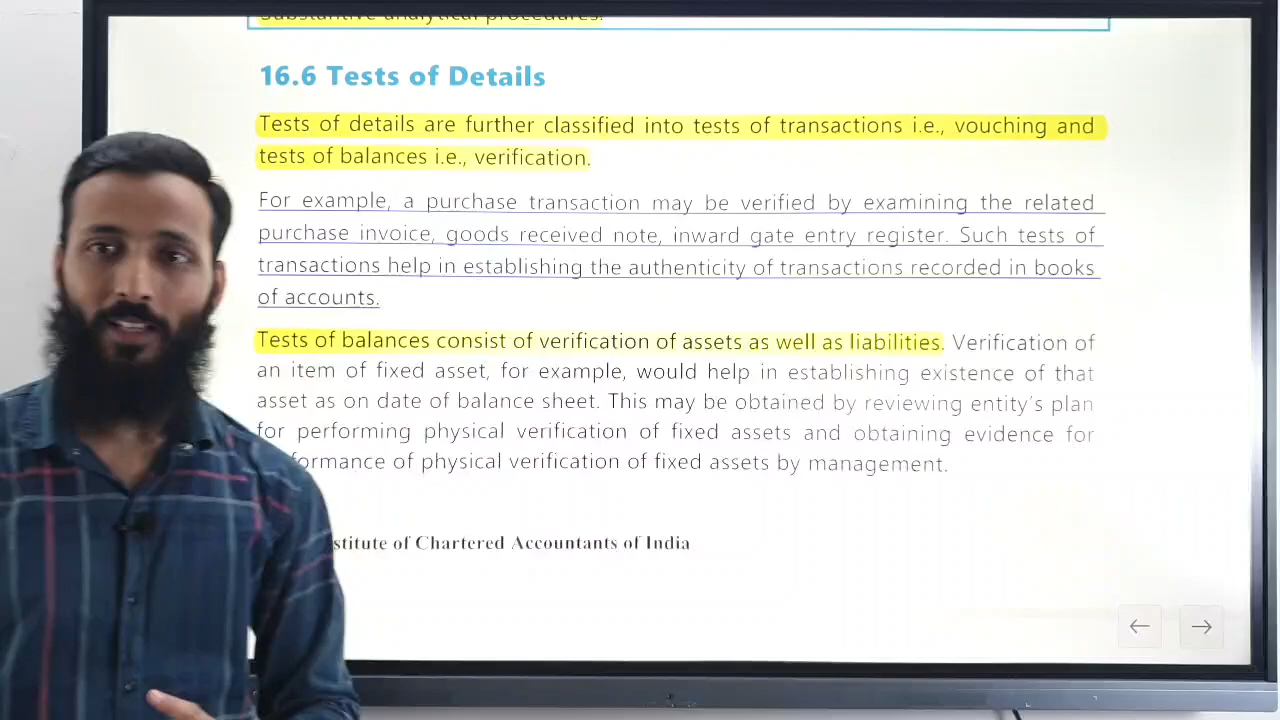 Substantive analytical procedures.
16.6 Tests of Details
Tests of details are further classified into tests of transactions i.e., vouching and
tests of balances i.e., verification.
For example, a purchase transaction may be verified by examining the related
purchase invoice, goods received note, inward gate entry register. Such tests of
transactions help in establishing the authenticity of transactions recorded in books
of accounts.
Tests of balances consist of verification of assets as well as liabilities. Verification of
an item of fixed asset, for example, would help in establishing existence of that
asset as on date of balance sheet. This may be obtained by reviewing entity's plan
for performing physical verification of fixed assets and obtaining evidence for
formance of physical verification of fixed assets by management.
stitute of Chartered Accountants of India